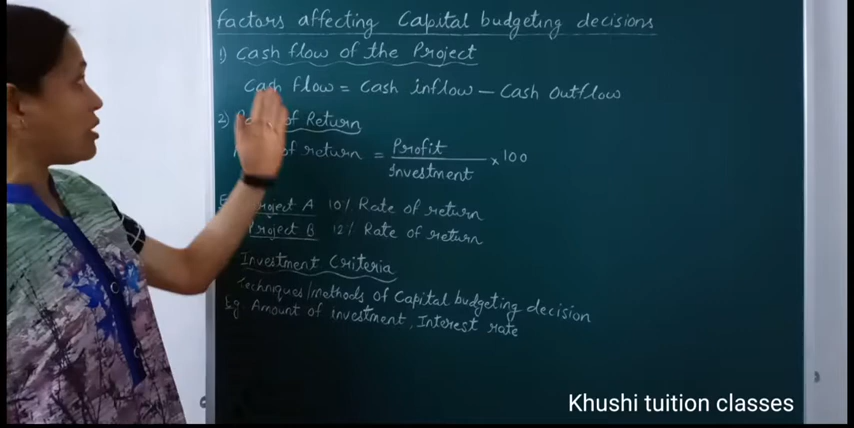 Factors affecting Capital budgeting decisions
1) Cash flow of the Project
Cash flow = Cash inflow - Cash Outflow
2) of Return
of return = Profit / Investment × 100
Project A 10% Rate of return
Project B 12% Rate of return
Investment Criteria
Techniques/methods of Capital budgeting decision
Eg. Amount of investment, Interest rate
Khushi tuition classes